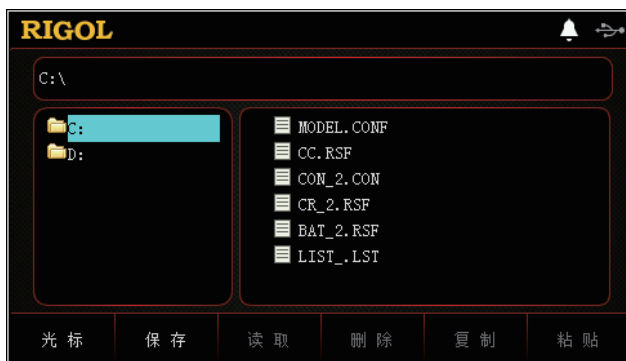 RIGOL
C:\
C:
D:
MODEL.CONF
CC.RSF
CON_2.CON
CR_2.RSF
BAT_2.RSF
LIST_.LST
光标 保存 读取 删除 复制 粘贴